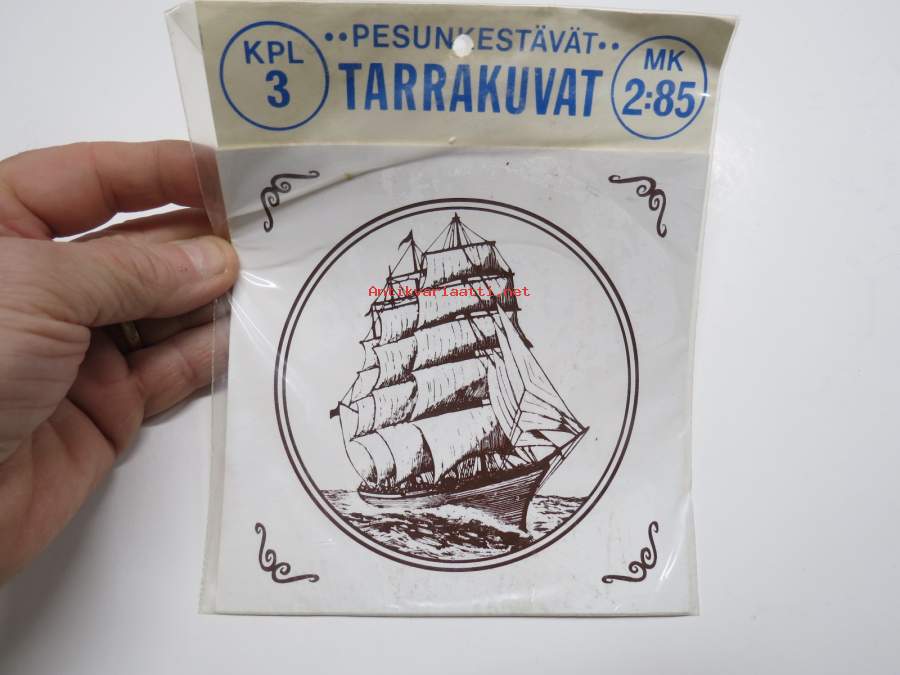 KPL
3
••PESUNKESTÄVÄT••
TARRAKUVAT
MK
2:85
Antikvariaatti.net